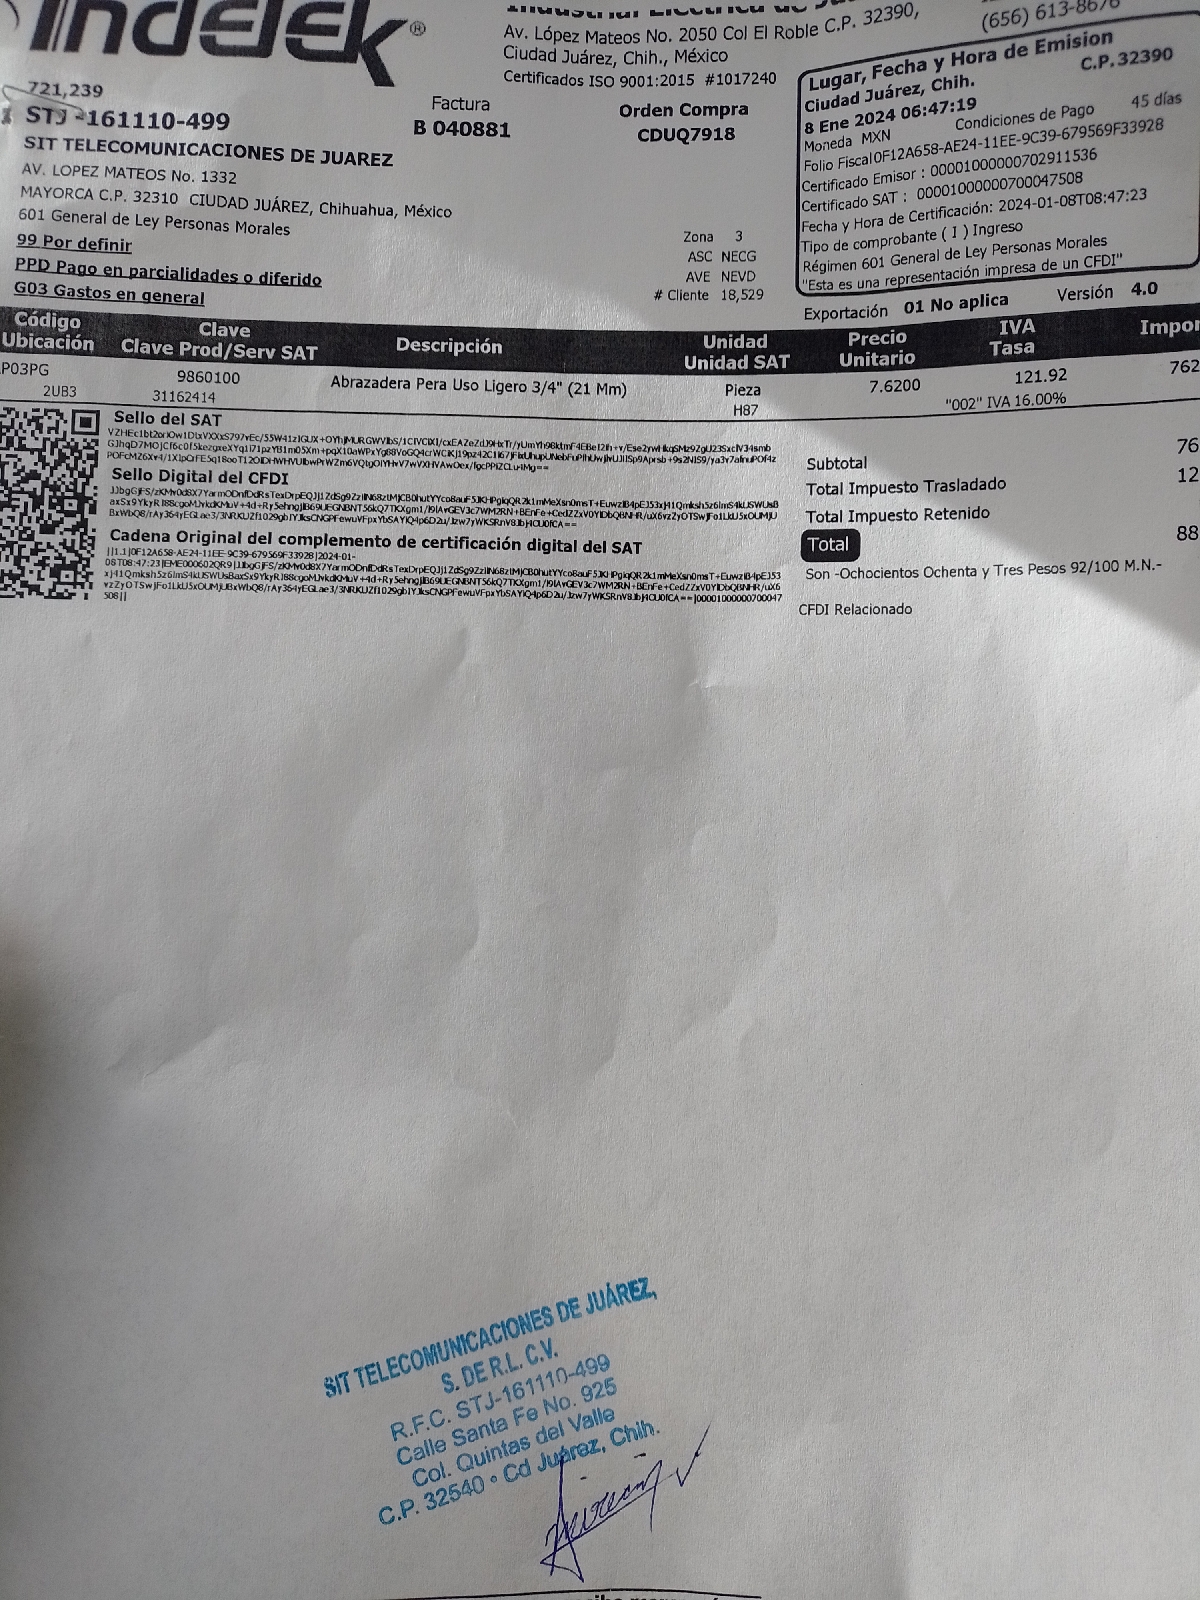 Indelek®
Av. López Mateos No. 2050 Col El Roble C.P. 32390,
Ciudad Juárez, Chih., México
Certificados ISO 9001:2015 #1017240
(656) 613-8676
721,239
STJ-161110-499
SIT TELECOMUNICACIONES DE JUAREZ
AV. LOPEZ MATEOS No. 1332
MAYORCA C.P. 32310 CIUDAD JUÁREZ, Chihuahua, México
601 General de Ley Personas Morales
99 Por definir
PPD Pago en parcialidades o diferido
G03 Gastos en general
Factura
B 040881
Orden Compra
CDUQ7918
Zona 3
ASC NECG
AVE NEVD
# Cliente 18,529
Lugar, Fecha y Hora de Emision
Ciudad Juárez, Chih. C.P.32390
8 Ene 2024 06:47:19
Moneda MXN Condiciones de Pago 45 días
Folio Fiscal0F12A658-AE24-11EE-9C39-679569F33928
Certificado Emisor : 00001000000702911536
Certificado SAT : 00001000000700047508
Fecha y Hora de Certificación: 2024-01-08T08:47:23
Tipo de comprobante ( I ) Ingreso
Régimen 601 General de Ley Personas Morales
"Esta es una representación impresa de un CFDI"
Exportación 01 No aplica Versión 4.0
Código Clave Descripción Unidad Precio IVA
Ubicación Clave Prod/Serv SAT Unidad SAT Unitario Tasa Impor
P03PG 9860100 Abrazadera Pera Uso Ligero 3/4" (21 Mm) Pieza 7.6200 121.92 762
2UB3 31162414 H87 "002" IVA 16.00%
Sello del SAT
Sello Digital del CFDI
Cadena Original del complemento de certificación digital del SAT
Subtotal 76
Total Impuesto Trasladado 12
Total Impuesto Retenido
Total 88
Son -Ochocientos Ochenta y Tres Pesos 92/100 M.N.-
CFDI Relacionado
SIT TELECOMUNICACIONES DE JUÁREZ,
S. DE R.L. C.V.
R.F.C. STJ-161110-499
Calle Santa Fe No. 925
Col. Quintas del Valle
C.P. 32540 • Cd Juárez, Chih.